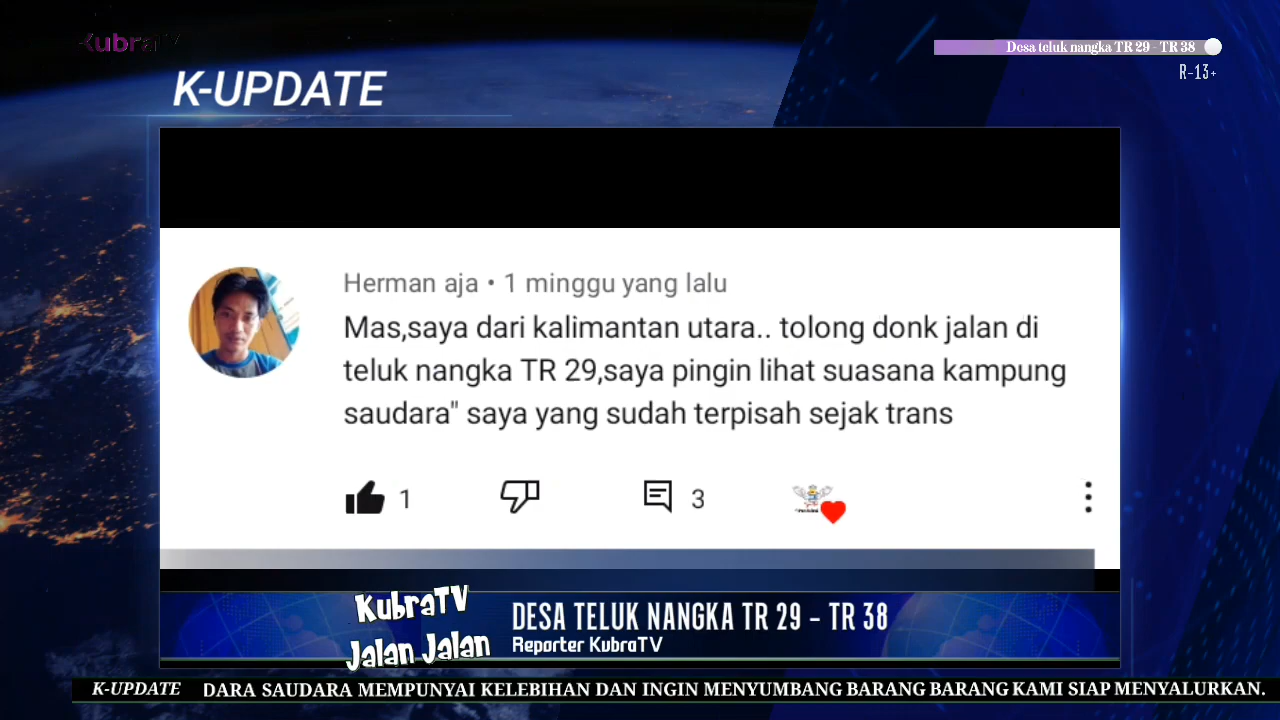 KubraTV
Desa teluk nangka TR 29 - TR 38
R-13+
K-UPDATE
Herman aja • 1 minggu yang lalu
Mas,saya dari kalimantan utara.. tolong donk jalan di
teluk nangka TR 29,saya pingin lihat suasana kampung
saudara" saya yang sudah terpisah sejak trans
1
3
KubraTV
Jalan Jalan
DESA TELUK NANGKA TR 29 - TR 38
Reporter KubraTV
K-UPDATE DARA SAUDARA MEMPUNYAI KELEBIHAN DAN INGIN MENYUMBANG BARANG BARANG KAMI SIAP MENYALURKAN.